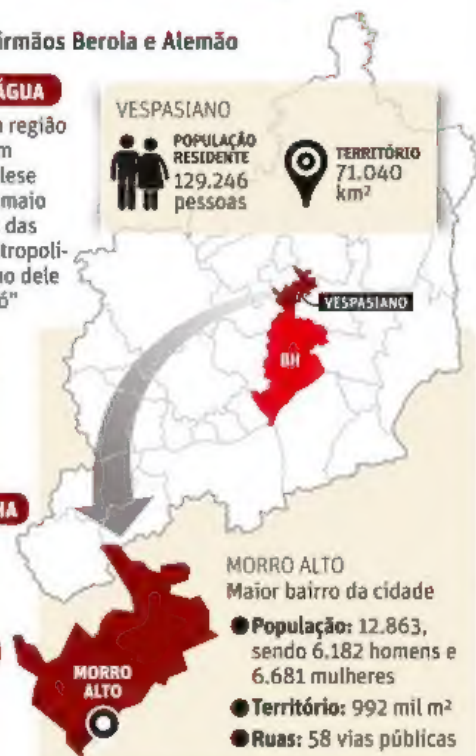 irmãos Berola e Alemão
ÁGUA
região
m
lese
maio
das
tropoli-
o dele
ó"
HA
VESPASIANO
POPULAÇÃO
RESIDENTE
129.246
pessoas
TERRITÓRIO
71.040
km²
VESPASIANO
BH
MORRO
ALTO
MORRO ALTO
Maior bairro da cidade
População: 12.863,
sendo 6.182 homens e
6.681 mulheres
Território: 992 mil m²
Ruas: 58 vias públicas